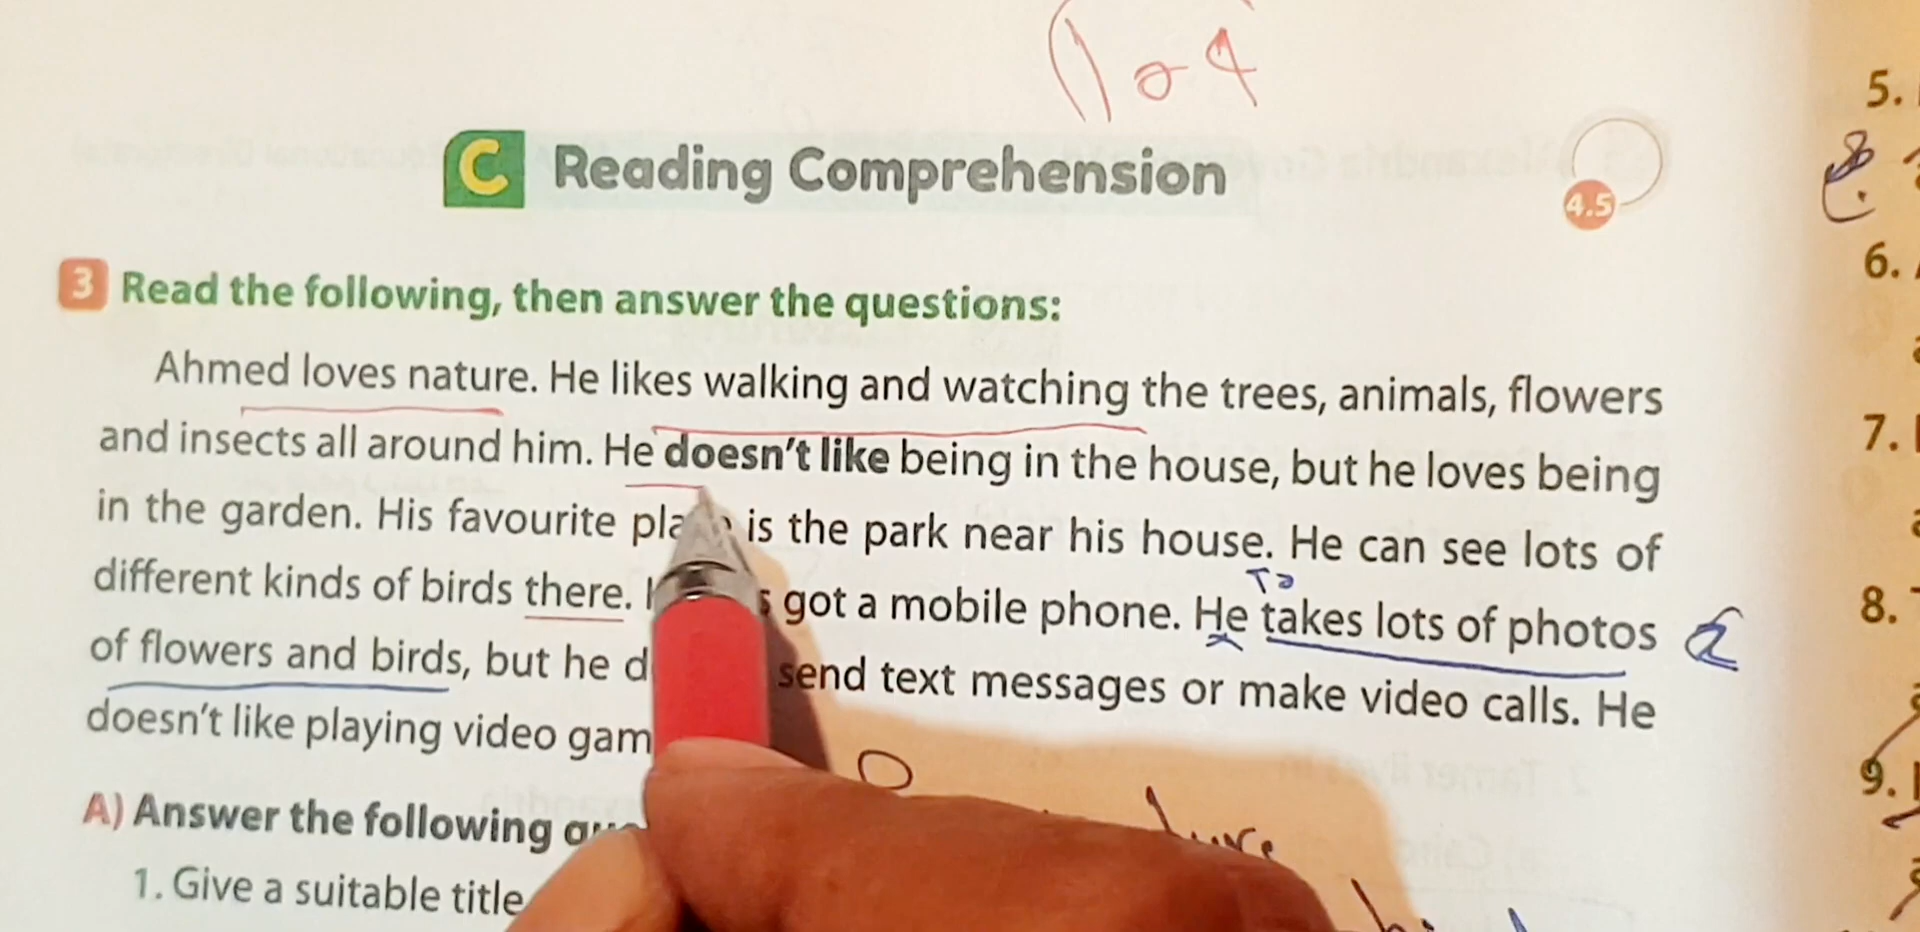 104
C Reading Comprehension
4.5
3 Read the following, then answer the questions:
Ahmed loves nature. He likes walking and watching the trees, animals, flowers
and insects all around him. He doesn't like being in the house, but he loves being
in the garden. His favourite is the park near his house. He can see lots of
different kinds of birds there. got a mobile phone. He takes lots of photos
of flowers and birds, but he send text messages or make video calls. He
doesn't like playing video
A) Answer the following
1. Give a suitable title
5.
6.
7.
8.
9.